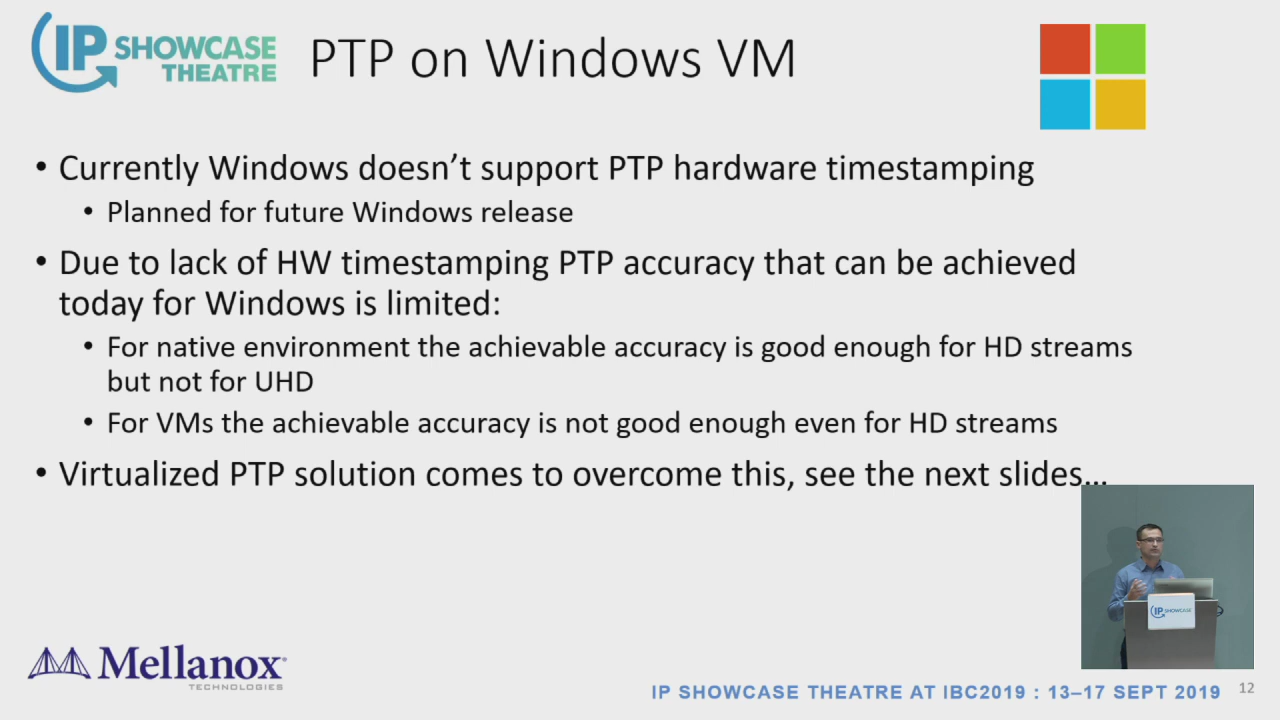 IP SHOWCASE
THEATRE
PTP on Windows VM
• Currently Windows doesn’t support PTP hardware timestamping
• Planned for future Windows release
• Due to lack of HW timestamping PTP accuracy that can be achieved
today for Windows is limited:
• For native environment the achievable accuracy is good enough for HD streams
but not for UHD
• For VMs the achievable accuracy is not good enough even for HD streams
• Virtualized PTP solution comes to overcome this, see the next slides…
IP SHOWCASE
Mellanox
TECHNOLOGIES
IP SHOWCASE THEATRE AT IBC2019 : 13–17 SEPT 2019
12